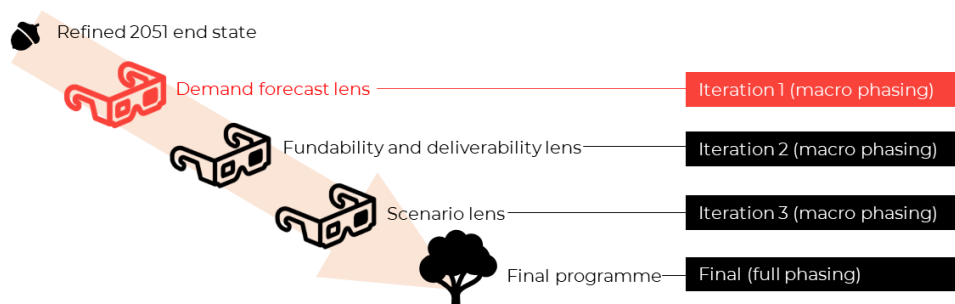 Refined 2051 end state
Demand forecast lens
Iteration 1 (macro phasing)
Fundability and deliverability lens
Iteration 2 (macro phasing)
Scenario lens
Iteration 3 (macro phasing)
Final programme
Final (full phasing)